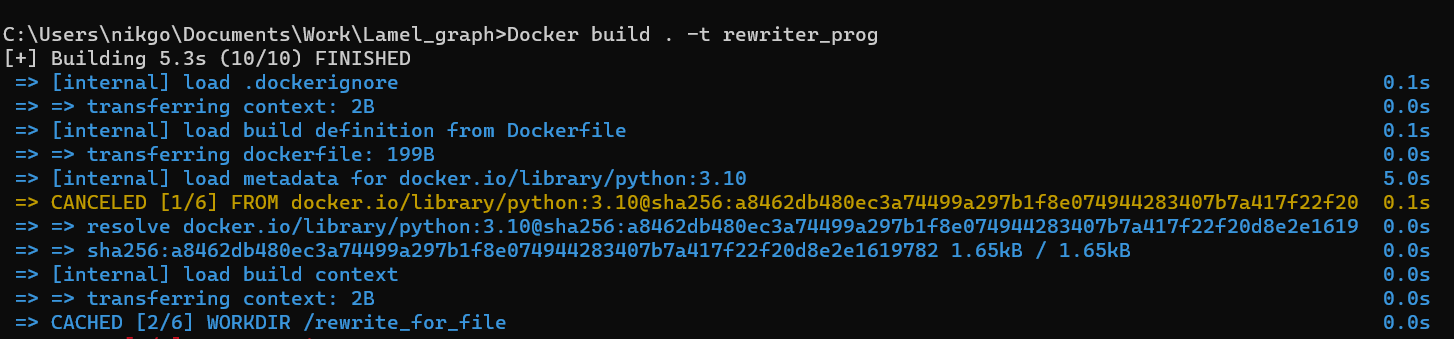 C:\Users\nikgo\Documents\Work\Lamel_graph>Docker build . -t rewriter_prog
[+] Building 5.3s (10/10) FINISHED
=> [internal] load .dockerignore 0.1s
=> => transferring context: 2B 0.0s
=> [internal] load build definition from Dockerfile 0.1s
=> => transferring dockerfile: 199B 0.0s
=> [internal] load metadata for docker.io/library/python:3.10 5.0s
=> CANCELED [1/6] FROM docker.io/library/python:3.10@sha256:a8462db480ec3a74499a297b1f8e074944283407b7a417f22f20 0.1s
=> => resolve docker.io/library/python:3.10@sha256:a8462db480ec3a74499a297b1f8e074944283407b7a417f22f20d8e2e1619 0.0s
=> => sha256:a8462db480ec3a74499a297b1f8e074944283407b7a417f22f20d8e2e1619782 1.65kB / 1.65kB 0.0s
=> [internal] load build context 0.0s
=> => transferring context: 2B 0.0s
=> CACHED [2/6] WORKDIR /rewrite_for_file 0.0s